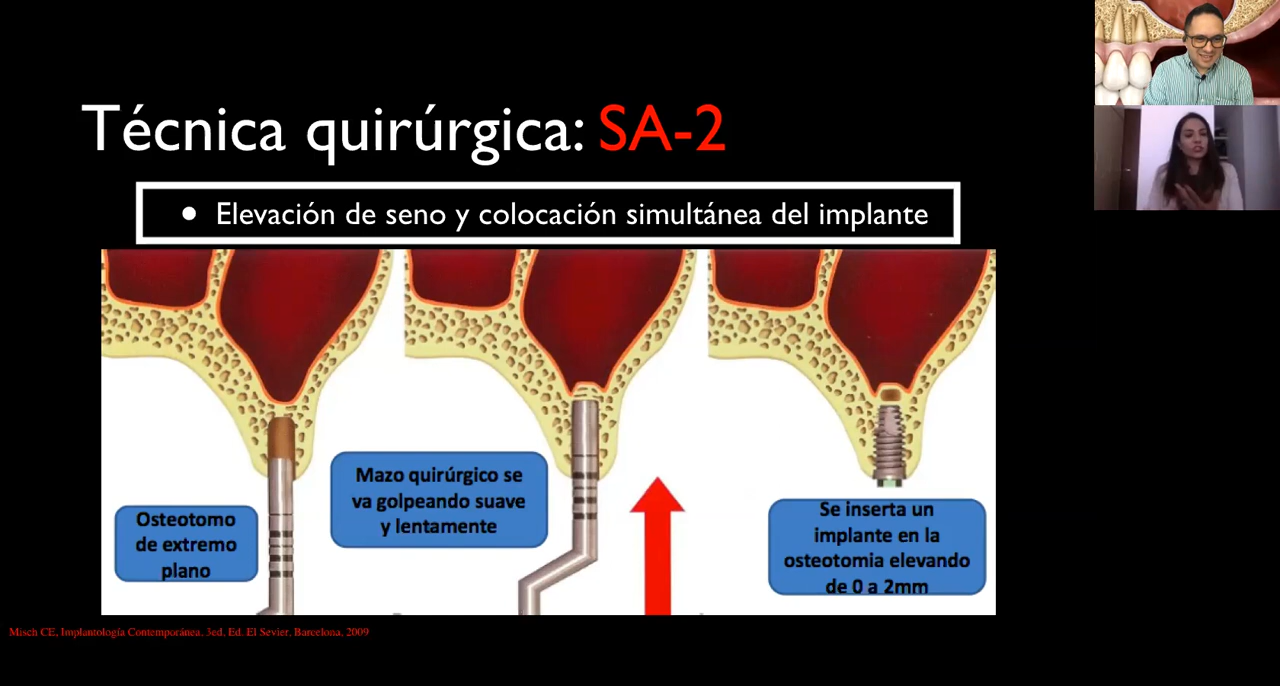 Técnica quirúrgica: SA-2
• Elevación de seno y colocación simultánea del implante
Osteotomo
de extremo
plano
Mazo quirúrgico se
va golpeando suave
y lentamente
Se inserta un
implante en la
osteotomia elevando
de 0 a 2mm
Misch CE, Implantología Contemporánea, 3ed, Ed. El Sevier, Barcelona, 2009